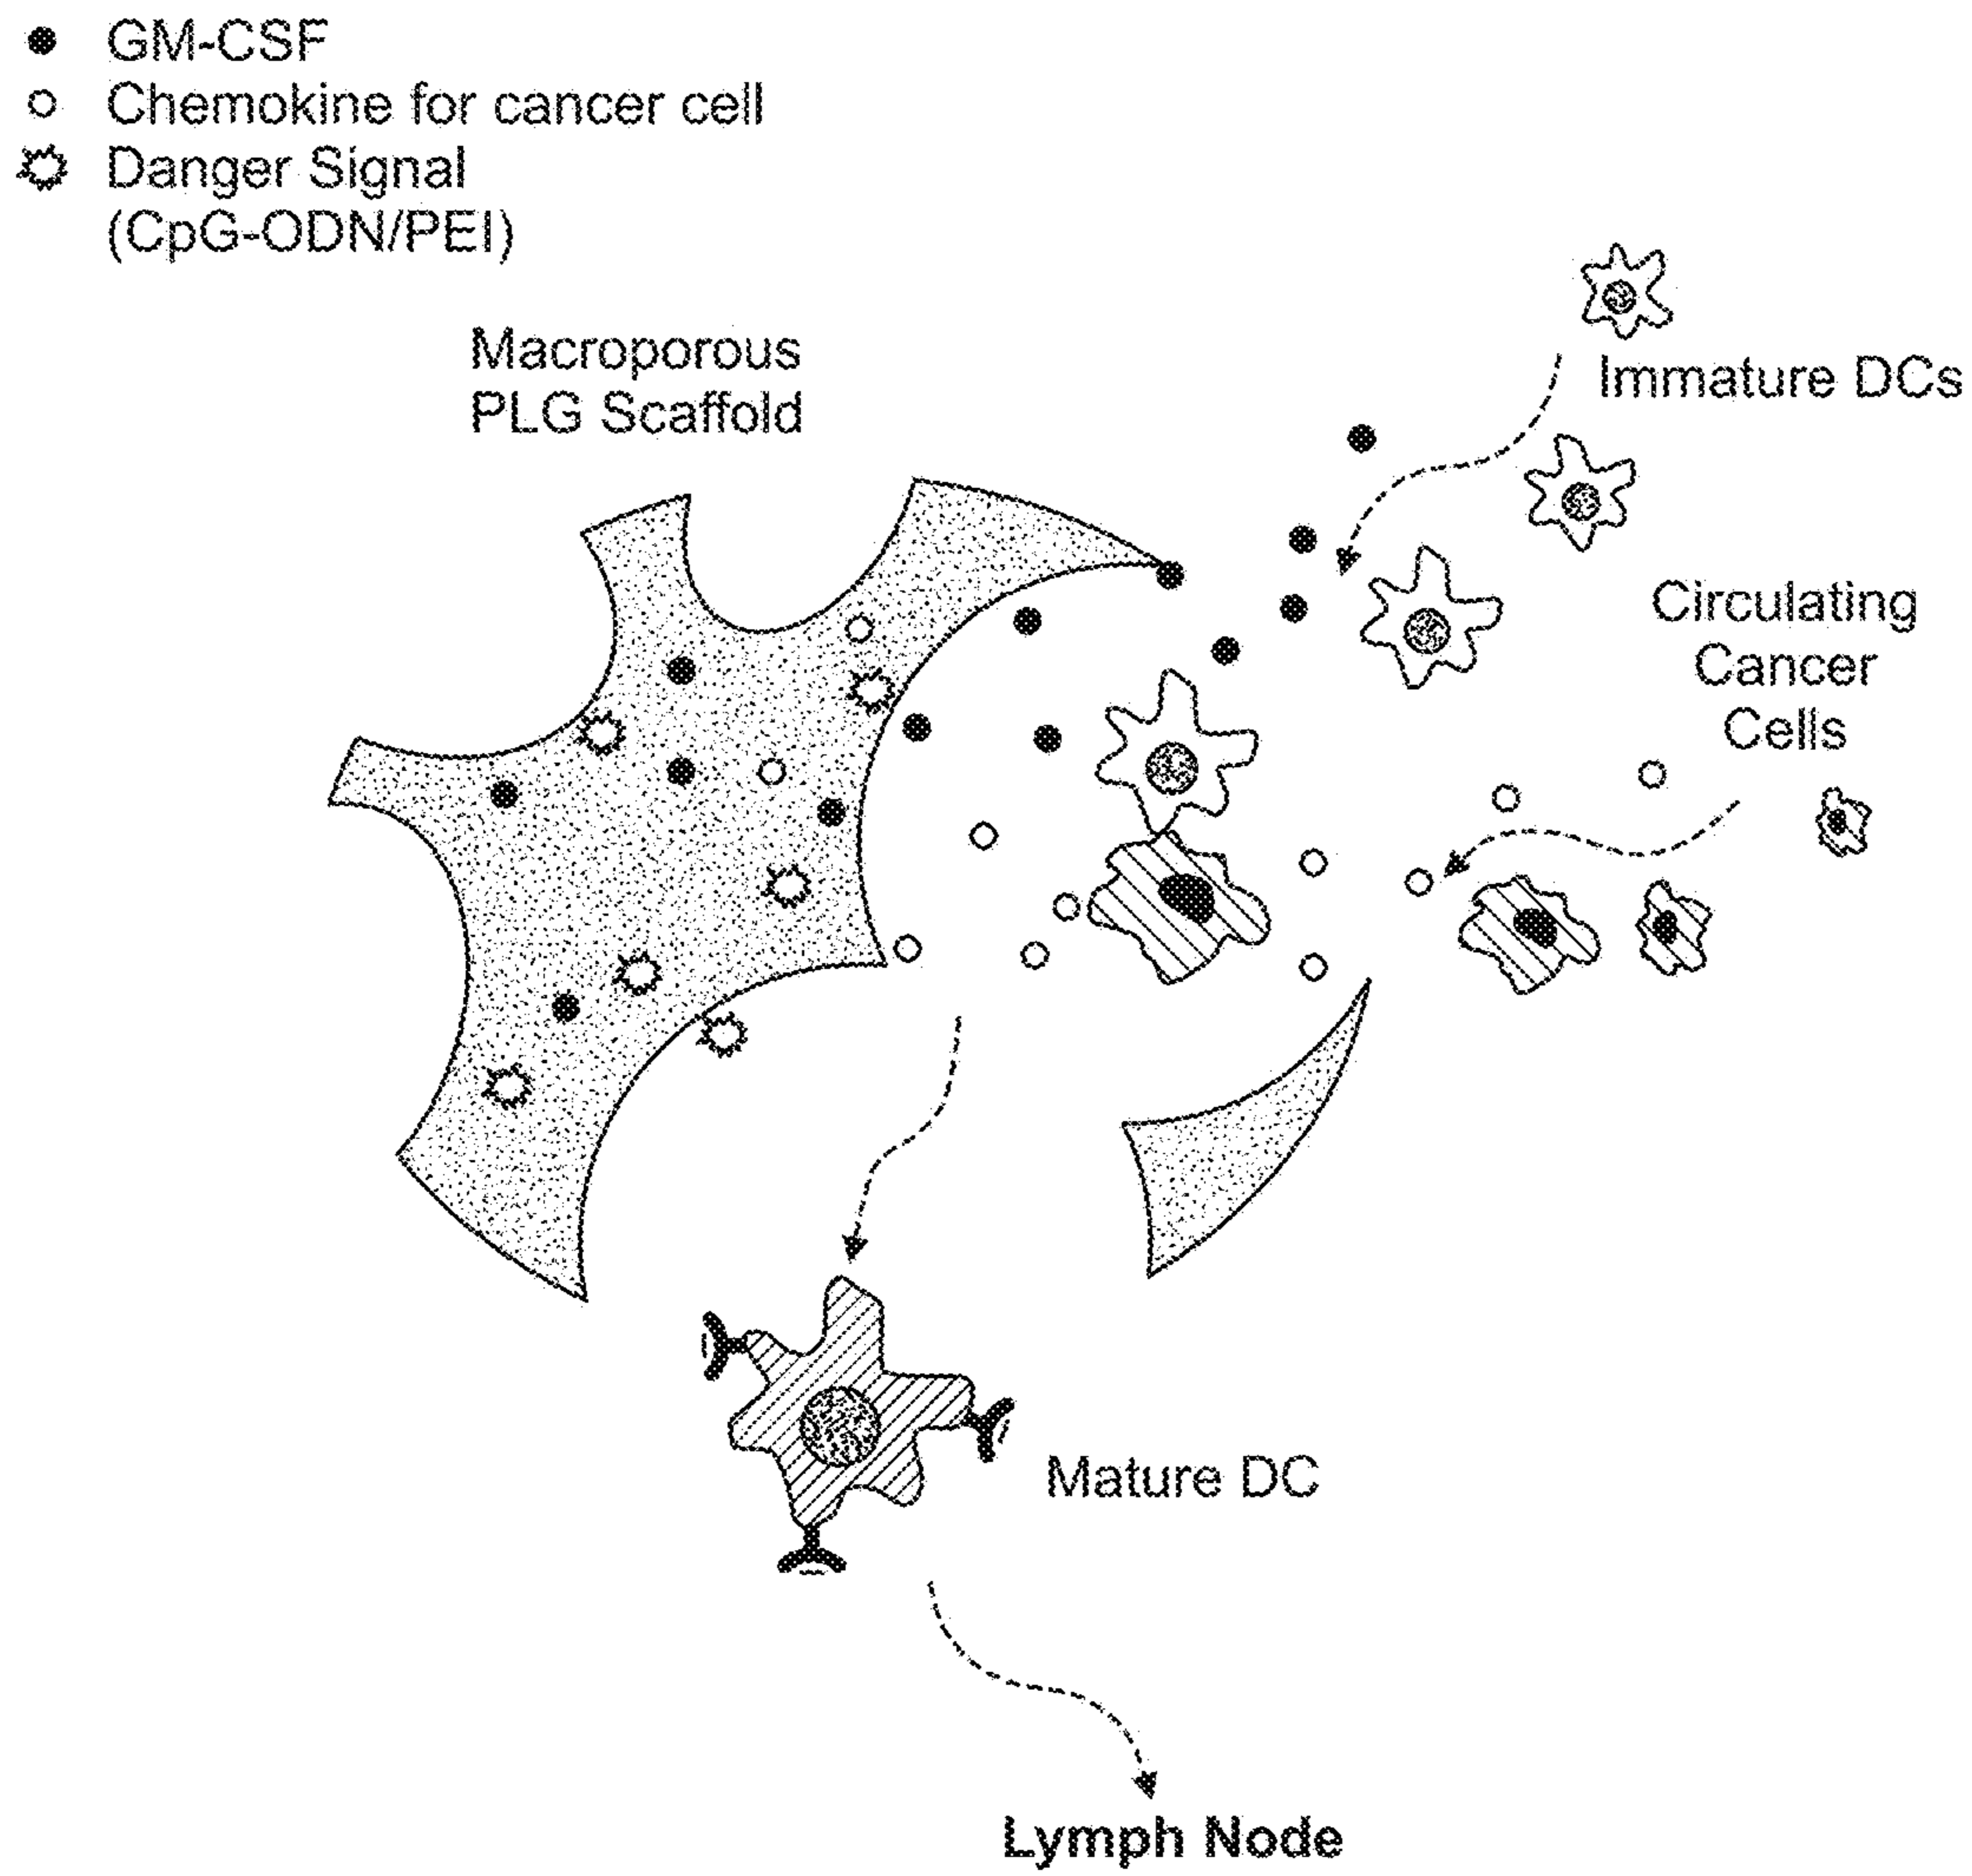 GM-CSF
Chemokine for cancer cell
Danger Signal
(CpG-ODN/PEI)
Macroporous
PLG Scaffold
Immature DCs
Circulating
Cancer
Cells
Mature DC
Lymph Node